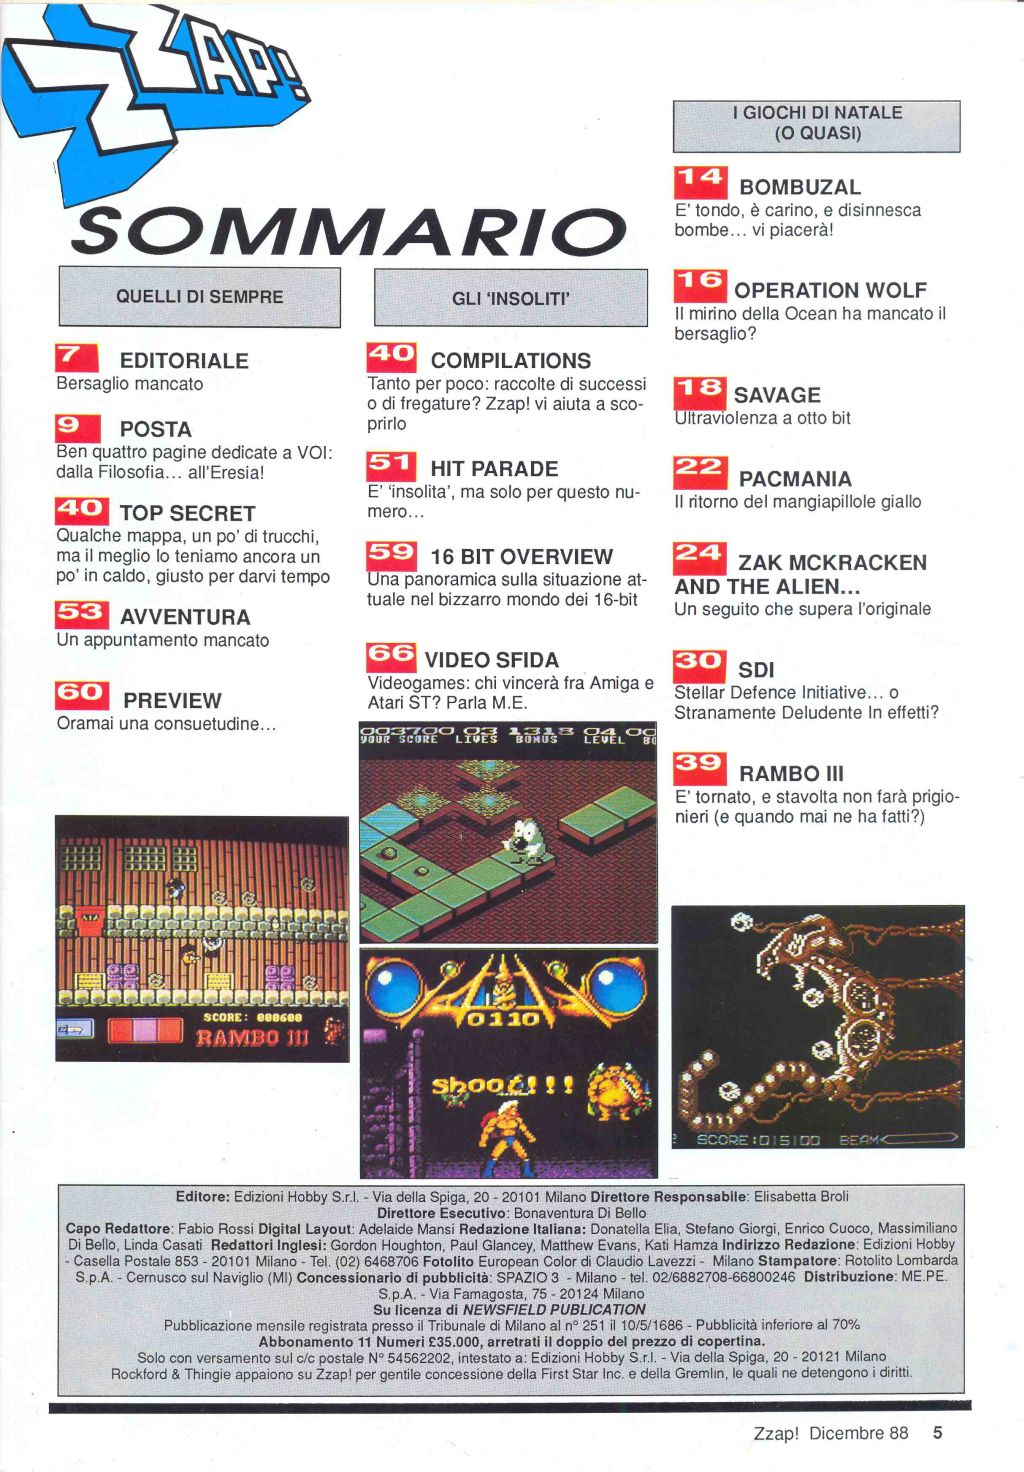 ZZAP!
SOMMARIO
QUELLI DI SEMPRE
7 EDITORIALE
Bersaglio mancato
9 POSTA
Ben quattro pagine dedicate a VOI:
dalla Filosofia... all'Eresia!
40 TOP SECRET
Qualche mappa, un po' di trucchi,
ma il meglio lo teniamo ancora un
po' in caldo, giusto per darvi tempo
53 AVVENTURA
Un appuntamento mancato
60 PREVIEW
Oramai una consuetudine...
SCORE: 000600
RAMBO III
GLI 'INSOLITI'
40 COMPILATIONS
Tanto per poco: raccolte di successi
o di fregature? Zzap! vi aiuta a sco-
prirlo
51 HIT PARADE
E' 'insolita', ma solo per questo nu-
mero...
59 16 BIT OVERVIEW
Una panoramica sulla situazione at-
tuale nel bizzarro mondo dei 16-bit
66 VIDEO SFIDA
Videogames: chi vincerà fra Amiga e
Atari ST? Parla M.E.
003700 03 1318 04 00
YOUR SCORE LIVES BONUS LEVEL BO
0110
Shoot!!!
I GIOCHI DI NATALE
(O QUASI)
14 BOMBUZAL
E' tondo, è carino, e disinnesca
bombe... vi piacerà!
16 OPERATION WOLF
Il mirino della Ocean ha mancato il
bersaglio?
18 SAVAGE
Ultraviolenza a otto bit
22 PACMANIA
Il ritorno del mangiapillole giallo
24 ZAK MCKRACKEN
AND THE ALIEN...
Un seguito che supera l'originale
30 SDI
Stellar Defence Initiative... o
Stranamente Deludente In effetti?
39 RAMBO III
E' tornato, e stavolta non farà prigio-
nieri (e quando mai ne ha fatti?)
SCORE:015100 BEAM
Editore: Edizioni Hobby S.r.l. - Via della Spiga, 20 - 20101 Milano Direttore Responsabile: Elisabetta Broli
Direttore Esecutivo: Bonaventura Di Bello
Capo Redattore: Fabio Rossi Digital Layout: Adelaide Mansi Redazione Italiana: Donatella Elia, Stefano Giorgi, Enrico Cuoco, Massimiliano
Di Bello, Linda Casati Redattori Inglesi: Gordon Houghton, Paul Glancey, Matthew Evans, Kati Hamza Indirizzo Redazione: Edizioni Hobby
- Casella Postale 853 - 20101 Milano - Tel. (02) 6468706 Fotolito European Color di Claudio Lavezzi - Milano Stampatore: Rotolito Lombarda
S.p.A. - Cernusco sul Naviglio (MI) Concessionario di pubblicità: SPAZIO 3 - Milano - tel. 02/6882708-66800246 Distribuzione: ME.PE.
S.p.A. - Via Famagosta, 75 - 20124 Milano
Su licenza di NEWSFIELD PUBLICATION
Pubblicazione mensile registrata presso il Tribunale di Milano al n° 251 il 10/5/1686 - Pubblicità inferiore al 70%
Abbonamento 11 Numeri £35.000, arretrati il doppio del prezzo di copertina.
Solo con versamento sul c/c postale N° 54562202, intestato a: Edizioni Hobby S.r.l. - Via della Spiga, 20 - 20121 Milano
Rockford & Thingie appaiono su Zzap! per gentile concessione della First Star Inc. e della Gremlin, le quali ne detengono i diritti.
Zzap! Dicembre 88 5